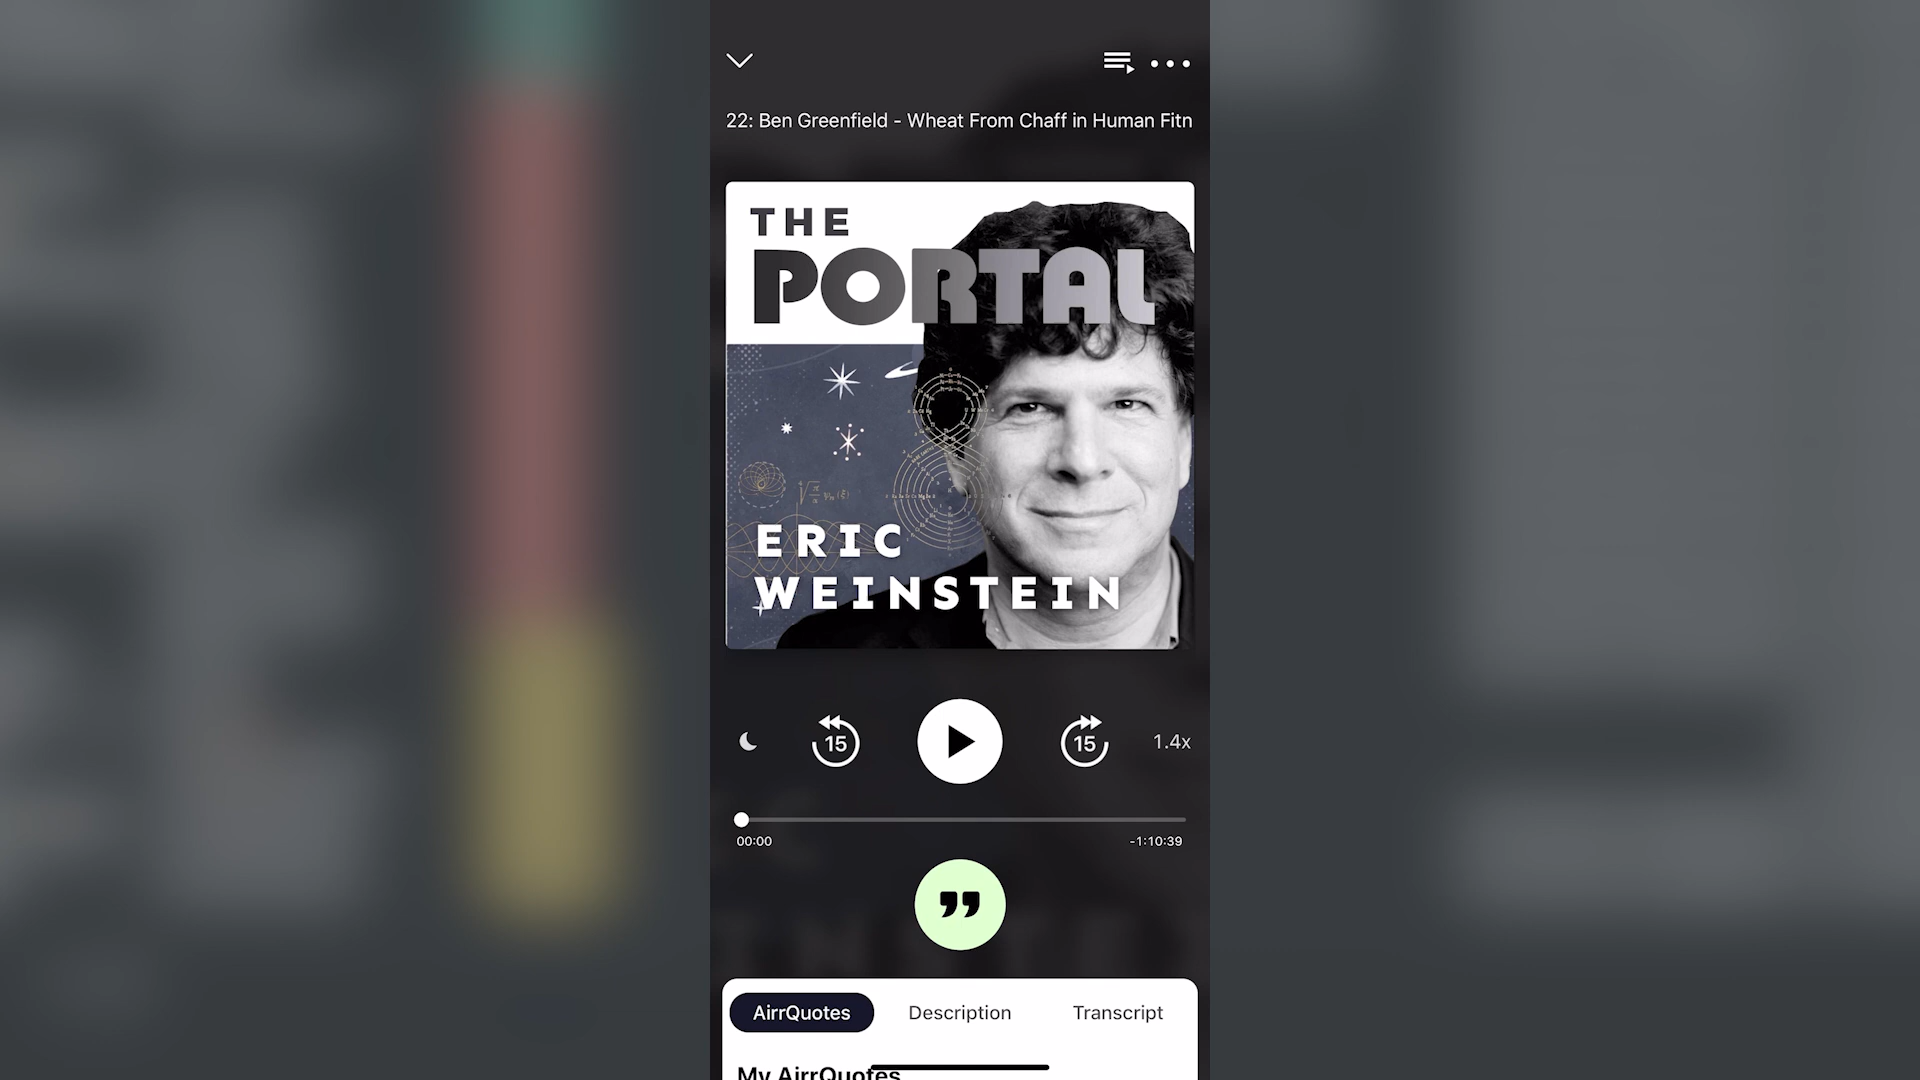 22: Ben Greenfield - Wheat From Chaff in Human Fitn
THE
PORTAL
ERIC
WEINSTEIN
15
15
1.4x
00:00
-1:10:39
AirrQuotes
Description
Transcript
My AirrQuotes